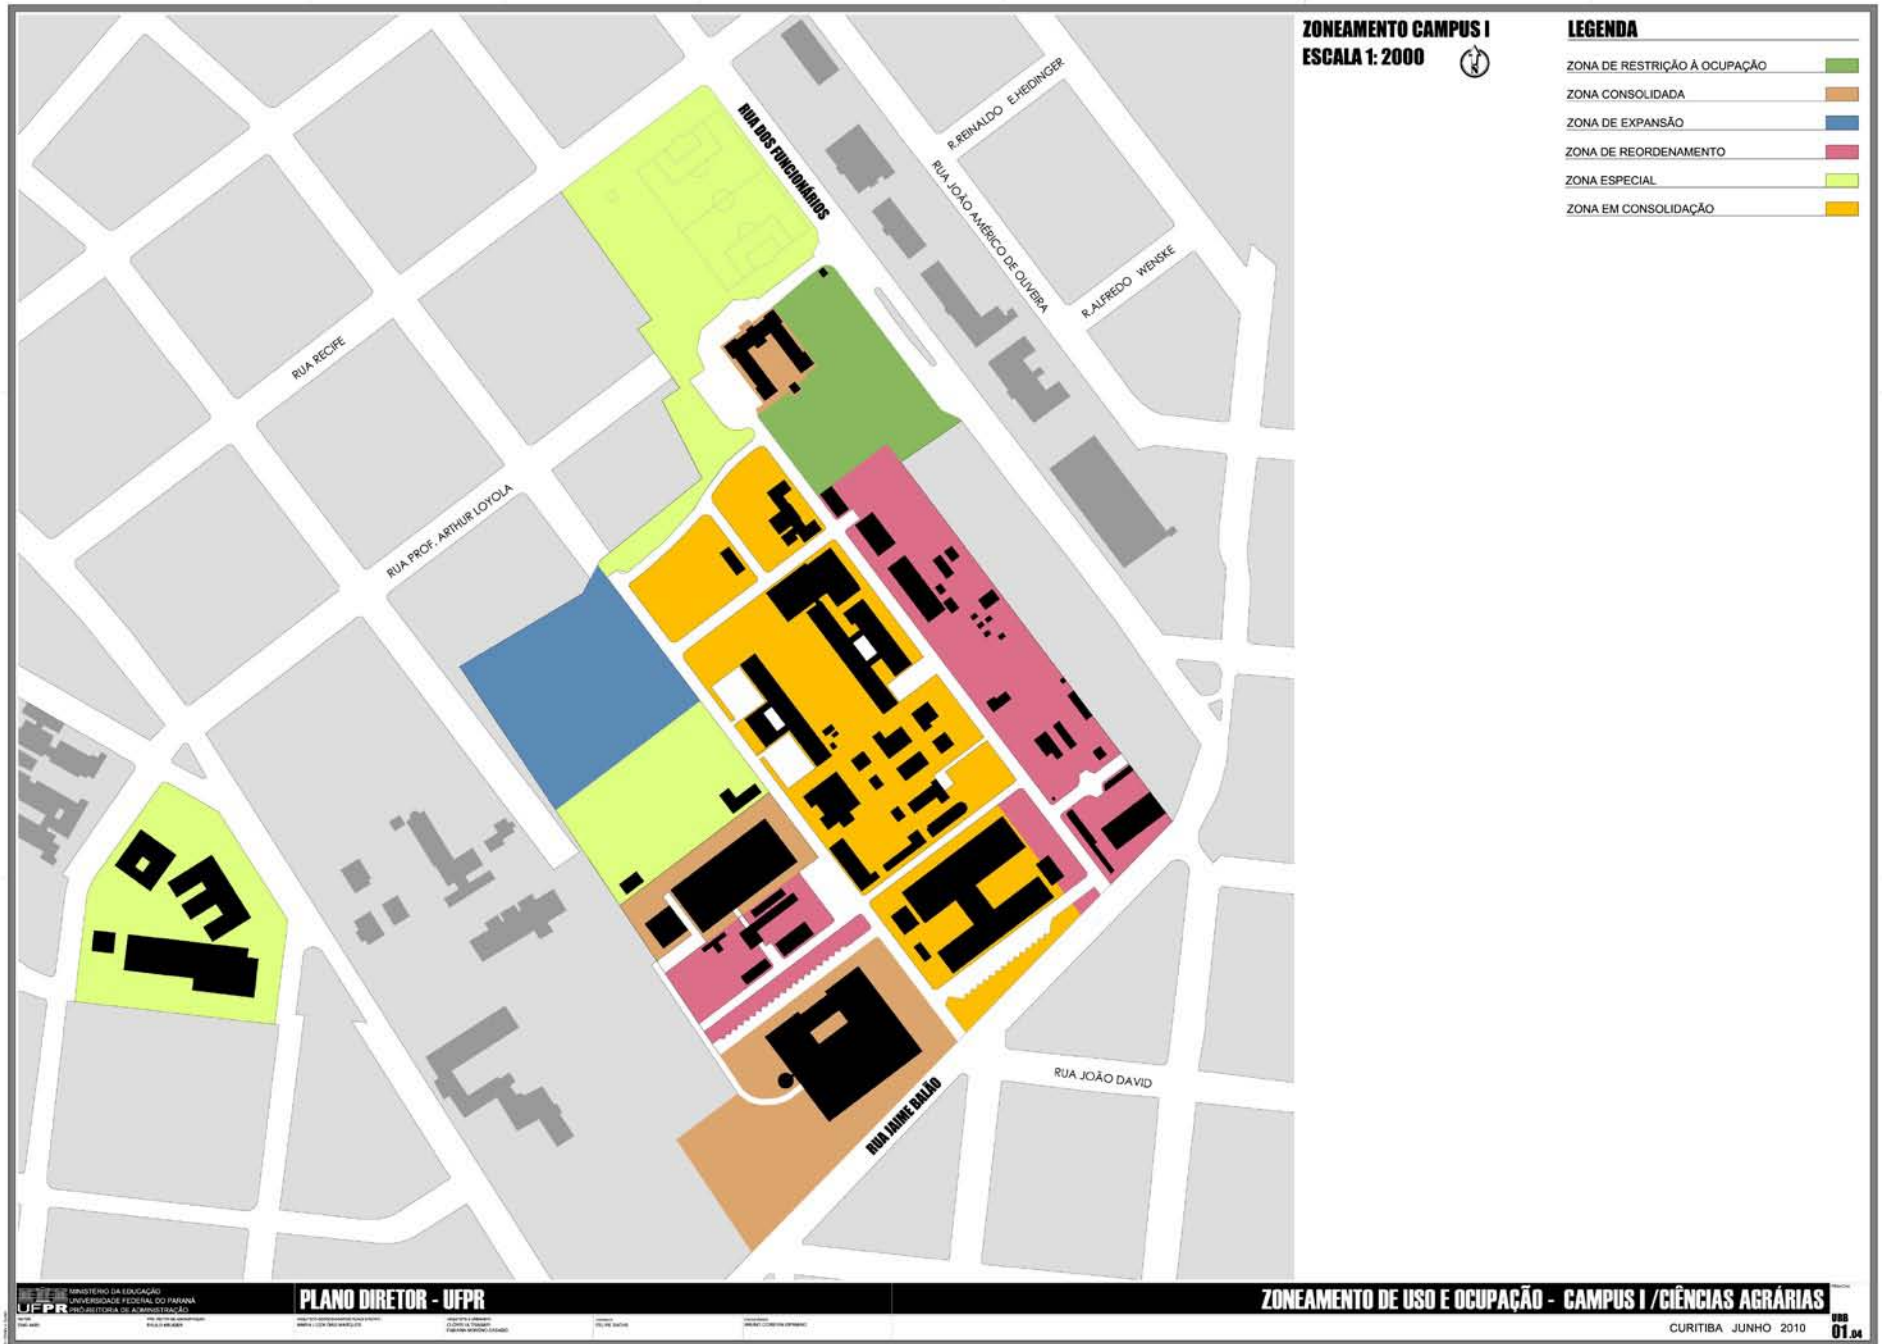 ZONEAMENTO CAMPUS I
ESCALA 1: 2000
LEGENDA
ZONA DE RESTRIÇÃO À OCUPAÇÃO
ZONA CONSOLIDADA
ZONA DE EXPANSÃO
ZONA DE REORDENAMENTO
ZONA ESPECIAL
ZONA EM CONSOLIDAÇÃO
RUA DOS FUNCIONÁRIOS
R.REINALDO E.HEIDINGER
RUA JOÃO AMÉRICO DE OLIVEIRA
R.ALFREDO WENSKE
RUA RECIFE
RUA PROF. ARTHUR LOYOLA
RUA JOÃO DAVID
RUA JAIME BALÃO
UFPR
MINISTÉRIO DA EDUCAÇÃO
UNIVERSIDADE FEDERAL DO PARANÁ
PRÓ-REITORIA DE ADMINISTRAÇÃO
PLANO DIRETOR - UFPR
ZONEAMENTO DE USO E OCUPAÇÃO - CAMPUS I /CIÊNCIAS AGRÁRIAS
CURITIBA JUNHO 2010
URB
01.04